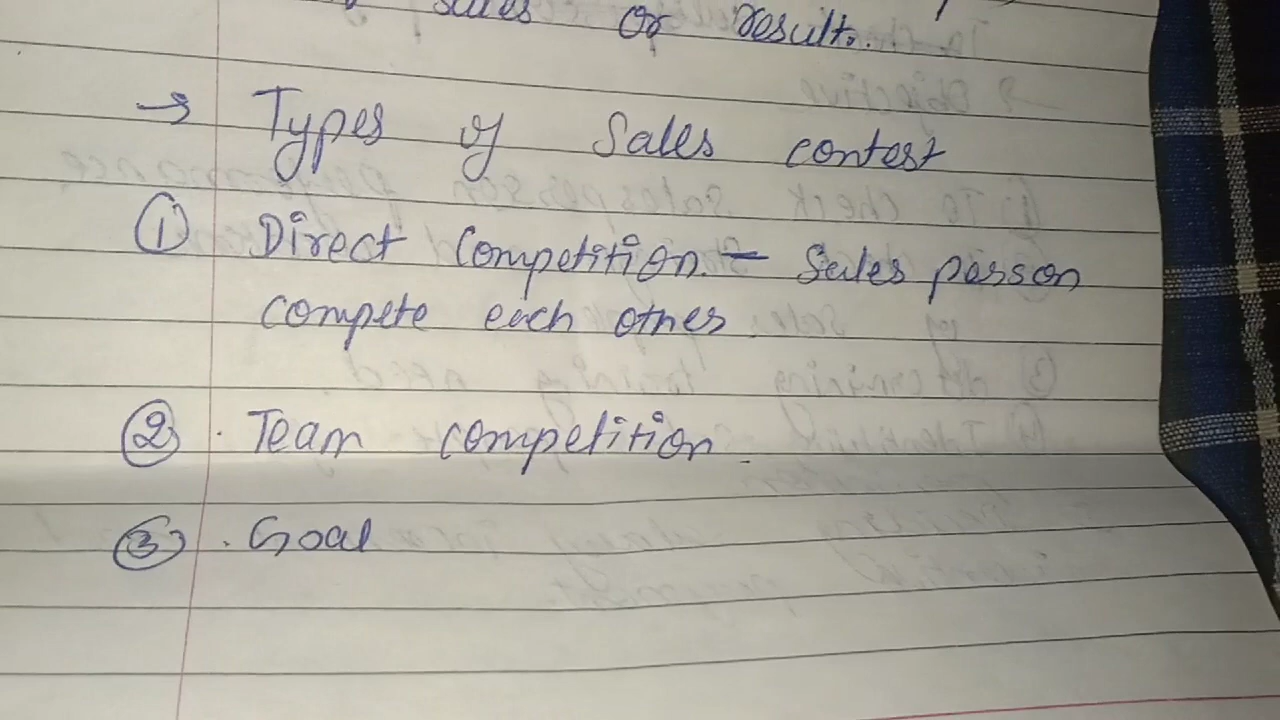 sales or result.
→ Types of Sales contest
① Direct Competition. - Sales person
compete each other
② . Team competition.
③ . Goal